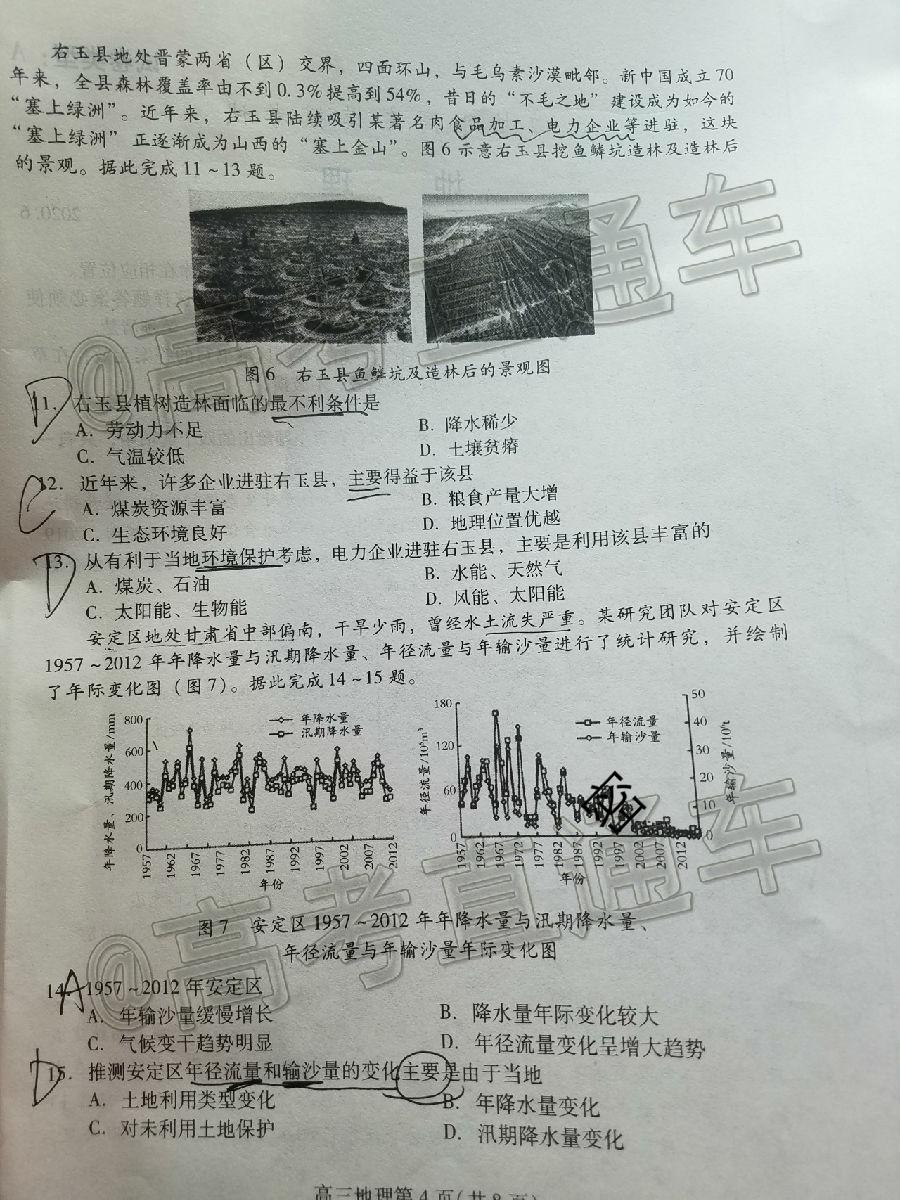 右玉县地处晋蒙两省（区）交界，四面环山，与毛乌素沙漠毗邻。新中国成立70
年来，全县森林覆盖率由不到0.3%提高到54%，昔日的“不毛之地”建设成为如今的
“塞上绿洲”。近年来，右玉县陆续吸引某著名肉食品加工、电力企业等进驻，这块
“塞上绿洲”正逐渐成为山西的“塞上金山”。图6示意右玉县挖鱼鳞坑造林及造林后
的景观。据此完成11~13题。
图6 右玉县鱼鳞坑及造林后的景观图
D
11. 右玉县植树造林面临的最不利条件是
A. 劳动力不足 B. 降水稀少
C. 气温较低 D. 土壤贫瘠
C
12. 近年来，许多企业进驻右玉县，主要得益于该县
A. 煤炭资源丰富 B. 粮食产量大增
C. 生态环境良好 D. 地理位置优越
D
13. 从有利于当地环境保护考虑，电力企业进驻右玉县，主要是利用该县丰富的
A. 煤炭、石油 B. 水能、天然气
C. 太阳能、生物能 D. 风能、太阳能
安定区地处甘肃省中部偏南，干旱少雨，曾经水土流失严重。某研究团队对安定区
1957~2012年年降水量与汛期降水量、年径流量与年输沙量进行了统计研究，并绘制
了年际变化图（图7）。据此完成14~15题。
年降水量、汛期降水量/mm
800
600
400
200
0
年降水量
汛期降水量
1957 1962 1967 1977 1982 1987 1992 1997 2002 2007 2012
年份
年径流量/10⁶m³
180
120
60
0
年径流量
年输沙量
50
40
30
20
10
0
年输沙量/10⁶t
密
1957 1962 1967 1972 1977 1982 1987 1992 1997 2002 2007 2012
年份
图7 安定区1957~2012年年降水量与汛期降水量、
年径流量与年输沙量年际变化图
A
14. 1957~2012年安定区
A. 年输沙量缓慢增长 B. 降水量年际变化较大
C. 气候变干趋势明显 D. 年径流量变化呈增大趋势
D
15. 推测安定区年径流量和输沙量的变化主要是由于当地
A. 土地利用类型变化 B. 年降水量变化
C. 对未利用土地保护 D. 汛期降水量变化
高三地理第4页(共8页)
@高考直通车
@高考直通车